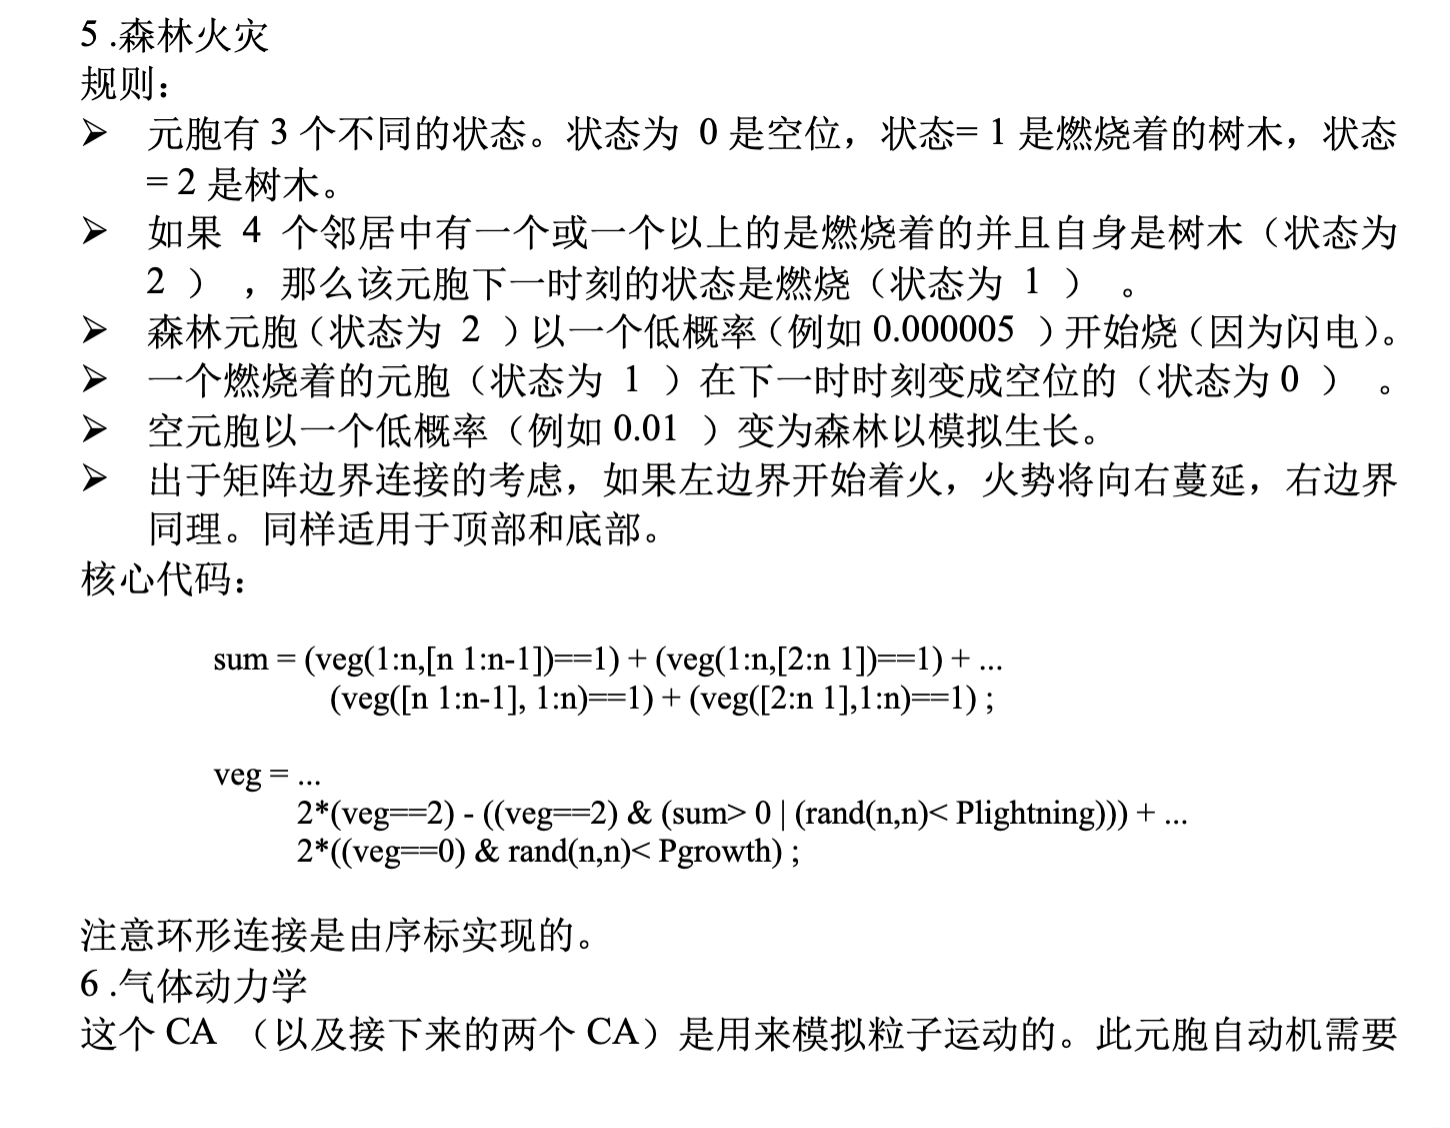 5 .森林火灾
规则：
➢ 元胞有 3 个不同的状态。状态为 0 是空位，状态= 1 是燃烧着的树木，状态
= 2 是树木。
➢ 如果 4 个邻居中有一个或一个以上的是燃烧着的并且自身是树木（状态为
2 ） ，那么该元胞下一时刻的状态是燃烧（状态为 1 ） 。
➢ 森林元胞（状态为 2 ）以一个低概率（例如 0.000005 ）开始烧（因为闪电）。
➢ 一个燃烧着的元胞（状态为 1 ）在下一时时刻变成空位的（状态为 0 ） 。
➢ 空元胞以一个低概率（例如 0.01 ）变为森林以模拟生长。
➢ 出于矩阵边界连接的考虑，如果左边界开始着火，火势将向右蔓延，右边界
同理。同样适用于顶部和底部。
核心代码：
sum = (veg(1:n,[n 1:n-1])==1) + (veg(1:n,[2:n 1])==1) + ...
(veg([n 1:n-1], 1:n)==1) + (veg([2:n 1],1:n)==1) ;
veg = ...
2*(veg==2) - ((veg==2) & (sum> 0 | (rand(n,n)< Plightning))) + ...
2*((veg==0) & rand(n,n)< Pgrowth) ;
注意环形连接是由序标实现的。
6 .气体动力学
这个 CA （以及接下来的两个 CA）是用来模拟粒子运动的。此元胞自动机需要